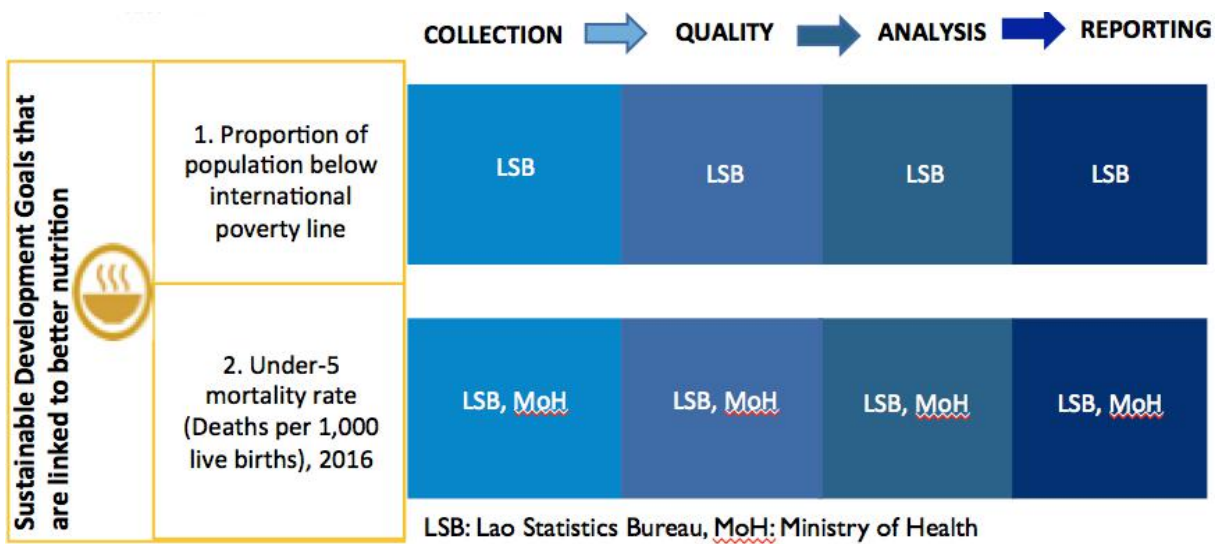 COLLECTION QUALITY ANALYSIS REPORTING
Sustainable Development Goals that
are linked to better nutrition
1. Proportion of
population below
international
poverty line
LSB LSB LSB LSB
2. Under-5
mortality rate
(Deaths per 1,000
live births), 2016
LSB, MoH LSB, MoH LSB, MoH LSB, MoH
LSB: Lao Statistics Bureau, MoH: Ministry of Health